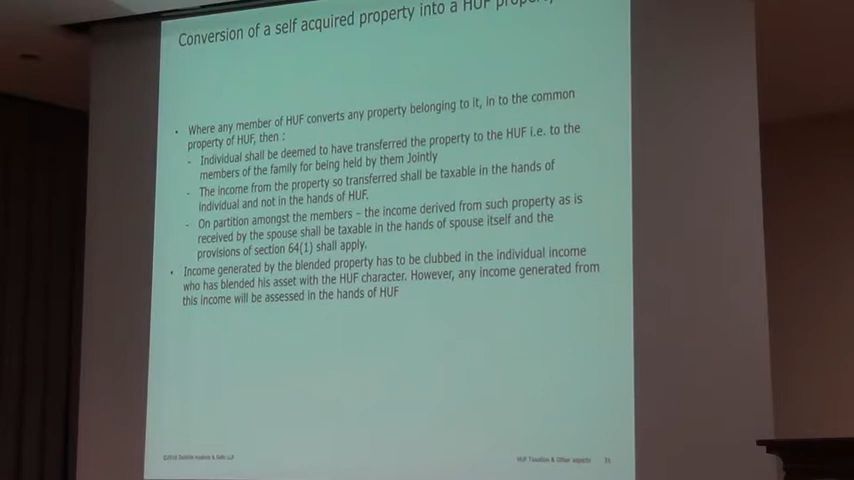 Conversion of a self acquired property into a HUF property
• Where any member of HUF converts any property belonging to it, in to the common
property of HUF, then :
- Individual shall be deemed to have transferred the property to the HUF i.e. to the
members of the family for being held by them Jointly
- The income from the property so transferred shall be taxable in the hands of
individual and not in the hands of HUF.
- On partition amongst the members – the income derived from such property as is
received by the spouse shall be taxable in the hands of spouse itself and the
provisions of section 64(1) shall apply.
• Income generated by the blended property has to be clubbed in the individual income
who has blended his asset with the HUF character. However, any income generated from
this income will be assessed in the hands of HUF
Deloitte Haskins & Sells LLP
HUF Taxation & Other aspects